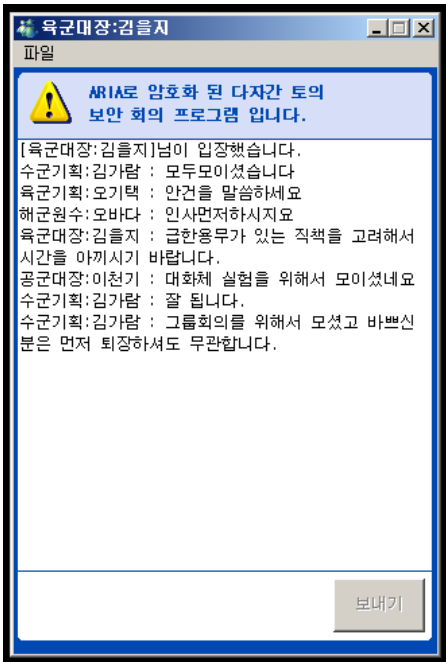 육군대장:김을지
파일
ARIA로 암호화 된 다자간 토의
보안 회의 프로그램 입니다.
[육군대장:김을지]님이 입장했습니다.
수군기획:김가람 : 모두모이셨습니다
육군기획:오기택 : 안건을 말씀하세요
해군원수:오바다 : 인사먼저하시지요
육군대장:김을지 : 급한용무가 있는 직책을 고려해서
시간을 아끼시기 바랍니다.
공군대장:이천기 : 대화체 실험을 위해서 모이셨네요
수군기획:김가람 : 잘 됩니다.
수군기획:김가람 : 그룹회의를 위해서 모셨고 바쁘신
분은 먼저 퇴장하셔도 무관합니다.
보내기